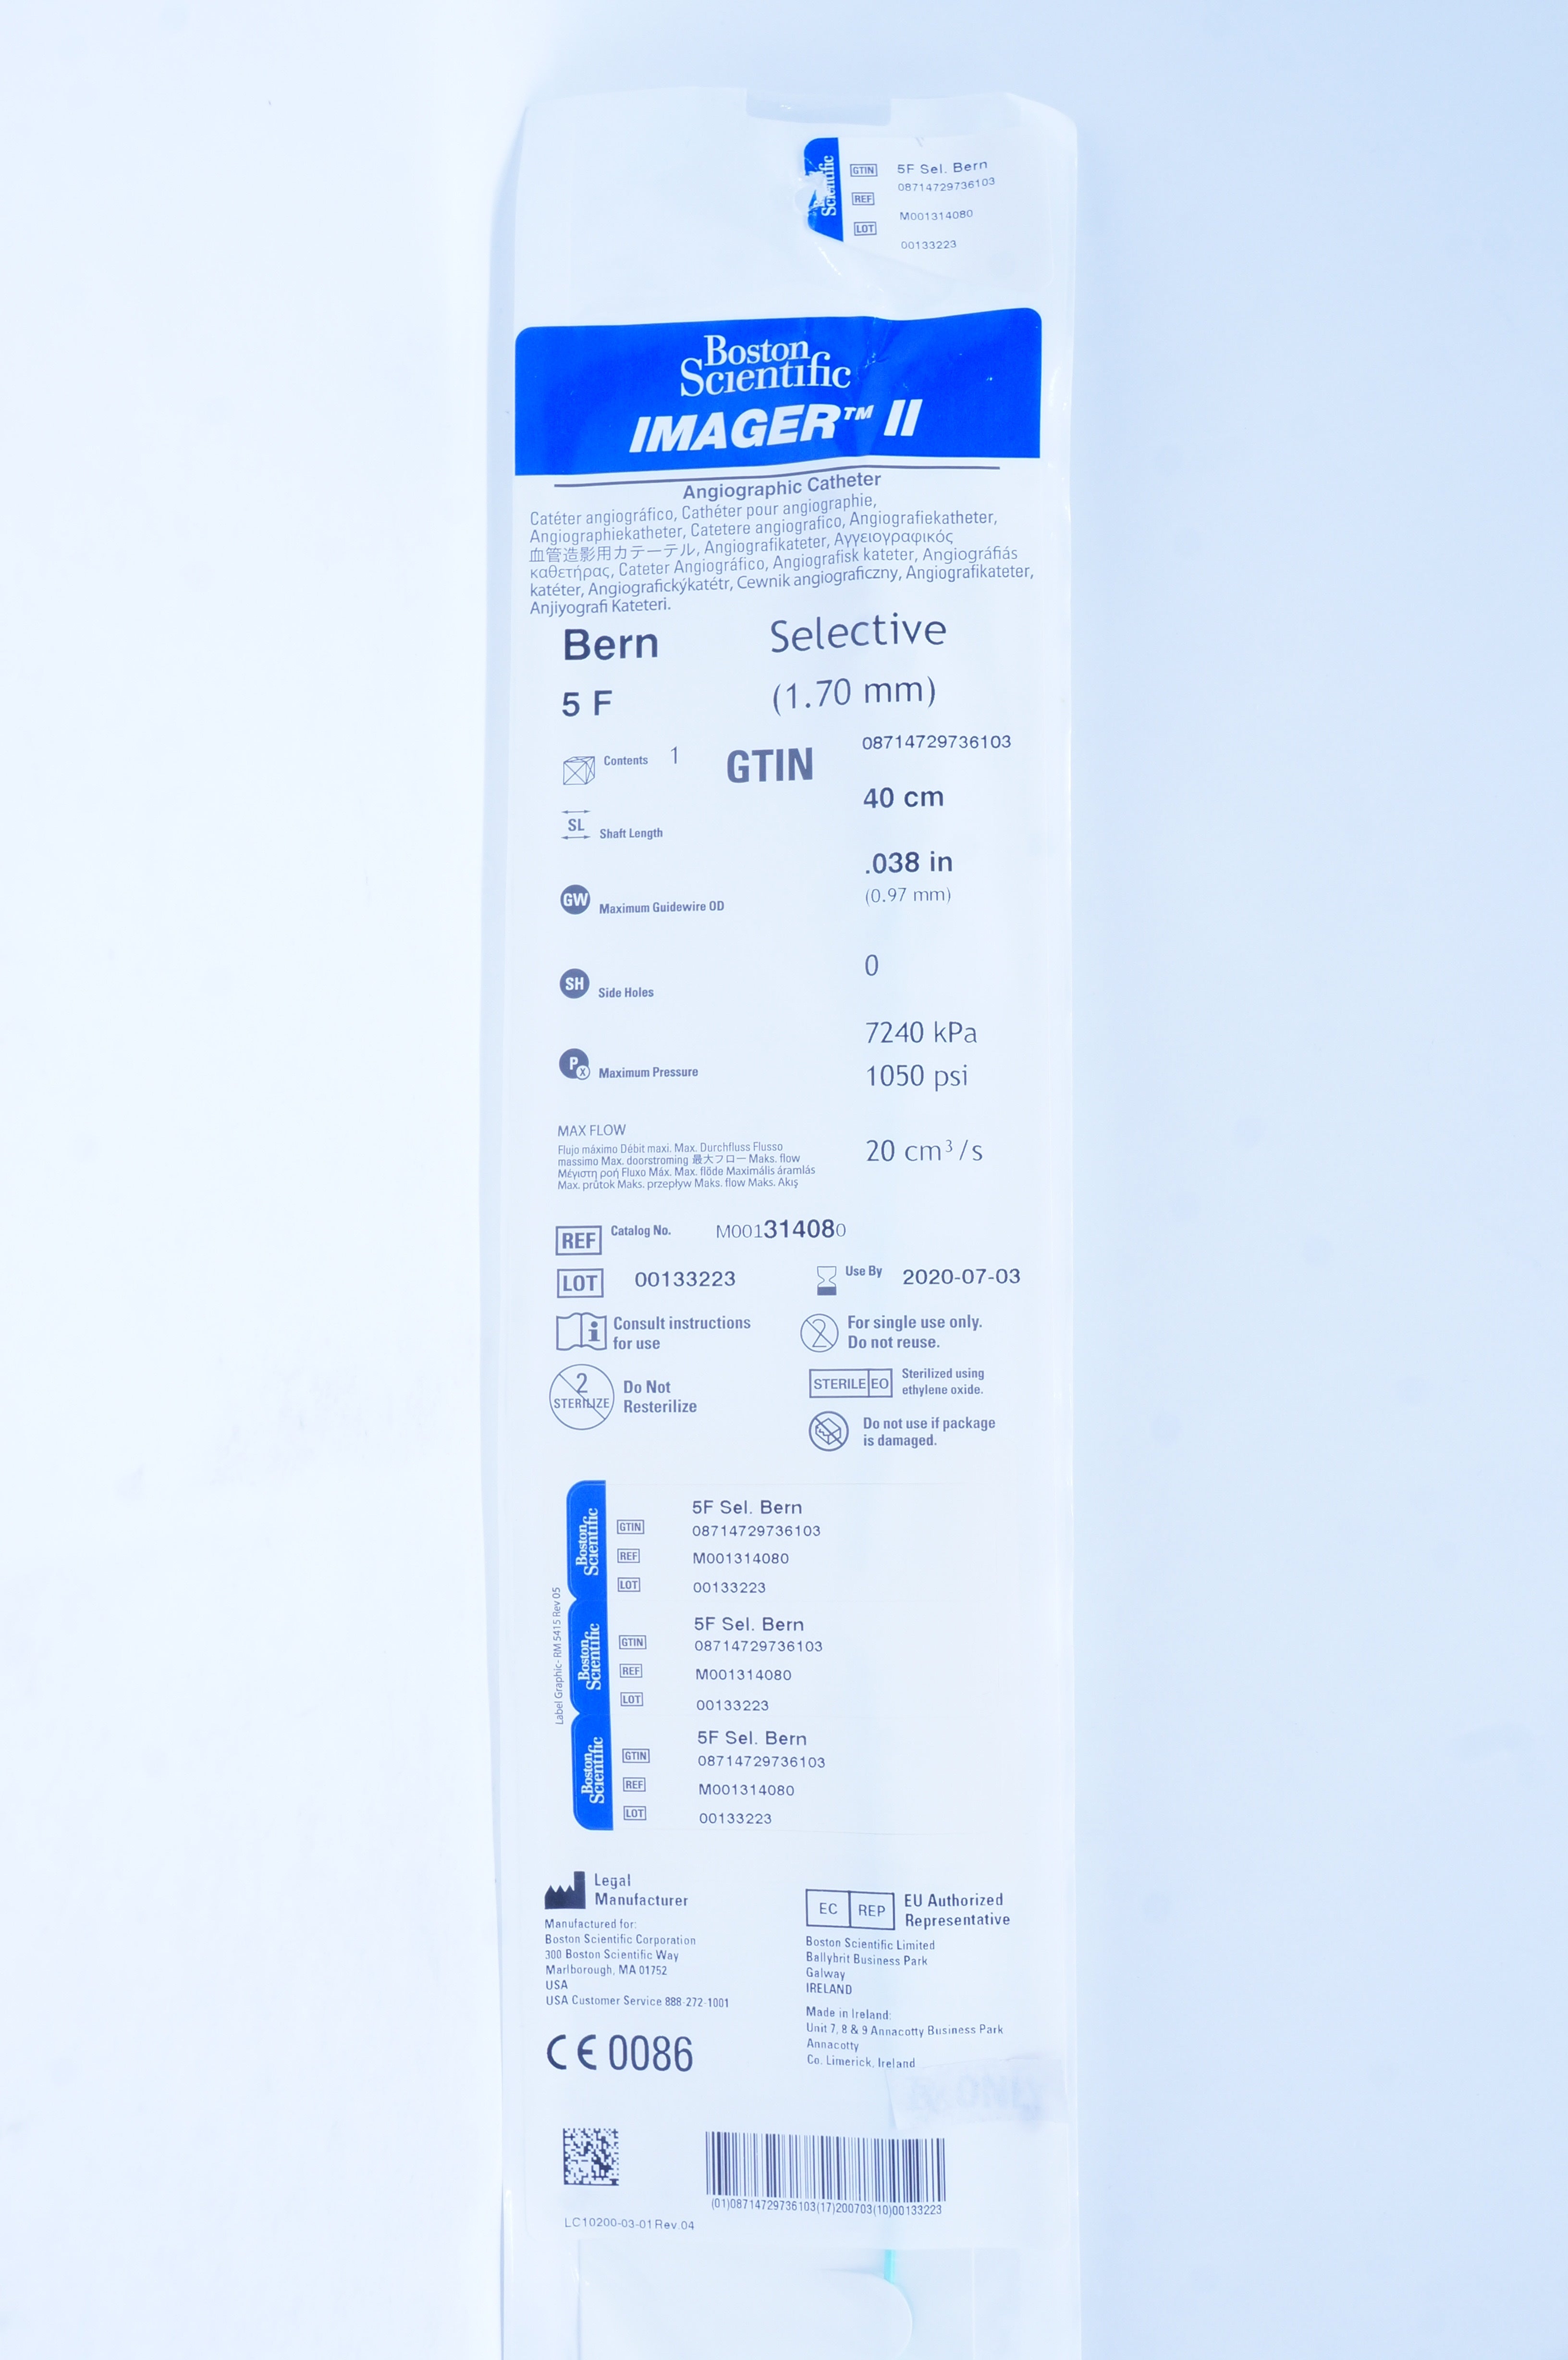 Boston
Scientific
GTIN 5F Sel. Bern
08714729736103
REF M001314080
LOT 00133223
Boston
Scientific
IMAGER™ II
Angiographic Catheter
Catéter angiográfico, Cathéter pour angiographie,
Angiographiekatheter, Catetere angiografico, Angiografiekatheter,
血管造影用カテーテル, Angiografikateter, Αγγειογραφικός
καθετήρας, Cateter Angiográfico, Angiografisk kateter, Angiográfiás
katéter, Angiografickýkatétr, Cewnik angiograficzny, Angiografikateter,
Anjiyografi Kateteri.
Bern Selective
5 F (1.70 mm)
Contents 1 GTIN 08714729736103
SL Shaft Length 40 cm
GW Maximum Guidewire OD .038 in
(0.97 mm)
SH Side Holes 0
Px Maximum Pressure 7240 kPa
1050 psi
MAX FLOW 20 cm³/s
Flujo máximo Débit maxi. Max. Durchfluss Flusso
massimo Max. doorstroming 最大フロー Maks. flow
Μέγιστη ροή Fluxo Máx. Max. flöde Maximális áramlás
Max. průtok Maks. przepływ Maks. flow Maks. Akış
REF Catalog No. M001314080
LOT 00133223 Use By 2020-07-03
Consult instructions
for use
For single use only.
Do not reuse.
2
STERILIZE
Do Not
Resterilize
STERILE EO Sterilized using
ethylene oxide.
Do not use if package
is damaged.
Label Graphic- RM 5415 Rev 05
Boston
Scientific
5F Sel. Bern
GTIN 08714729736103
REF M001314080
LOT 00133223
Boston
Scientific
5F Sel. Bern
GTIN 08714729736103
REF M001314080
LOT 00133223
Boston
Scientific
5F Sel. Bern
GTIN 08714729736103
REF M001314080
LOT 00133223
Legal
Manufacturer
Manufactured for:
Boston Scientific Corporation
300 Boston Scientific Way
Marlborough, MA 01752
USA
USA Customer Service 888-272-1001
CE 0086
EC REP EU Authorized
Representative
Boston Scientific Limited
Ballybrit Business Park
Galway
IRELAND
Made in Ireland:
Unit 7, 8 & 9 Annacotty Business Park
Annacotty
Co. Limerick, Ireland
(01)08714729736103(17)200703(10)00133223
LC10200-03-01 Rev.04